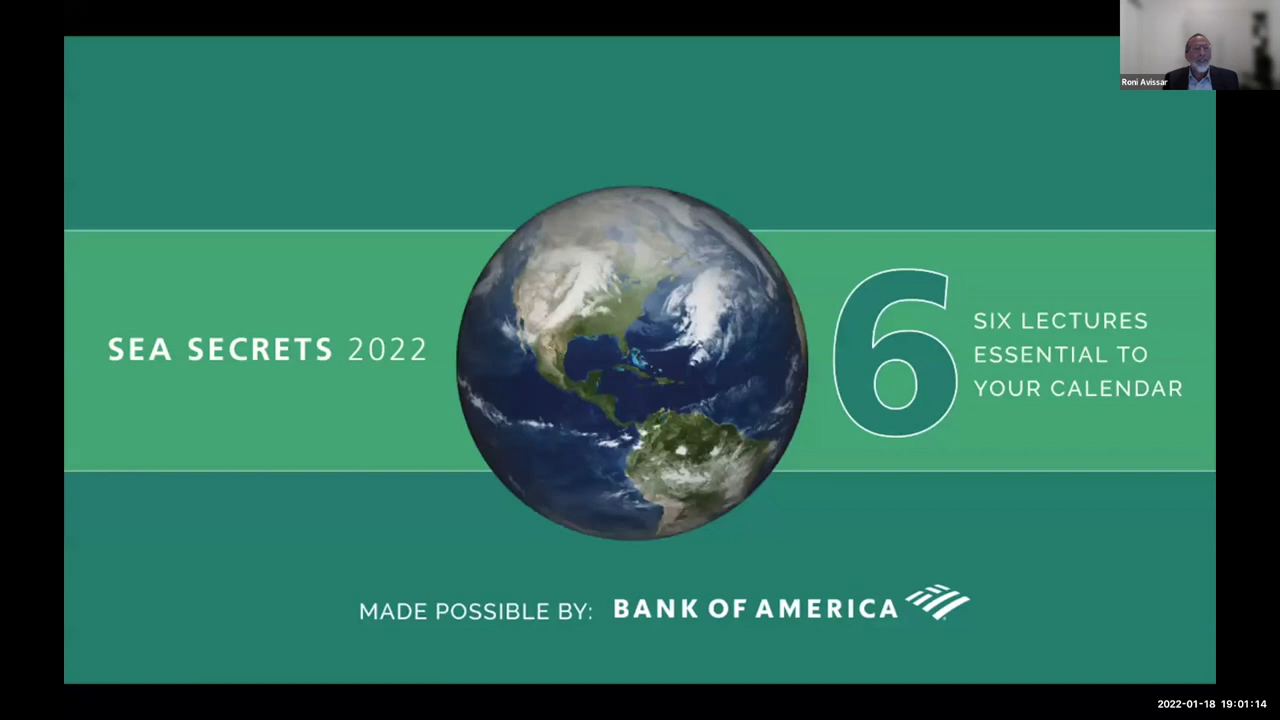 Roni Avissar
SEA SECRETS 2022
6
SIX LECTURES
ESSENTIAL TO
YOUR CALENDAR
MADE POSSIBLE BY: BANK OF AMERICA
2022-01-18 19:01:14